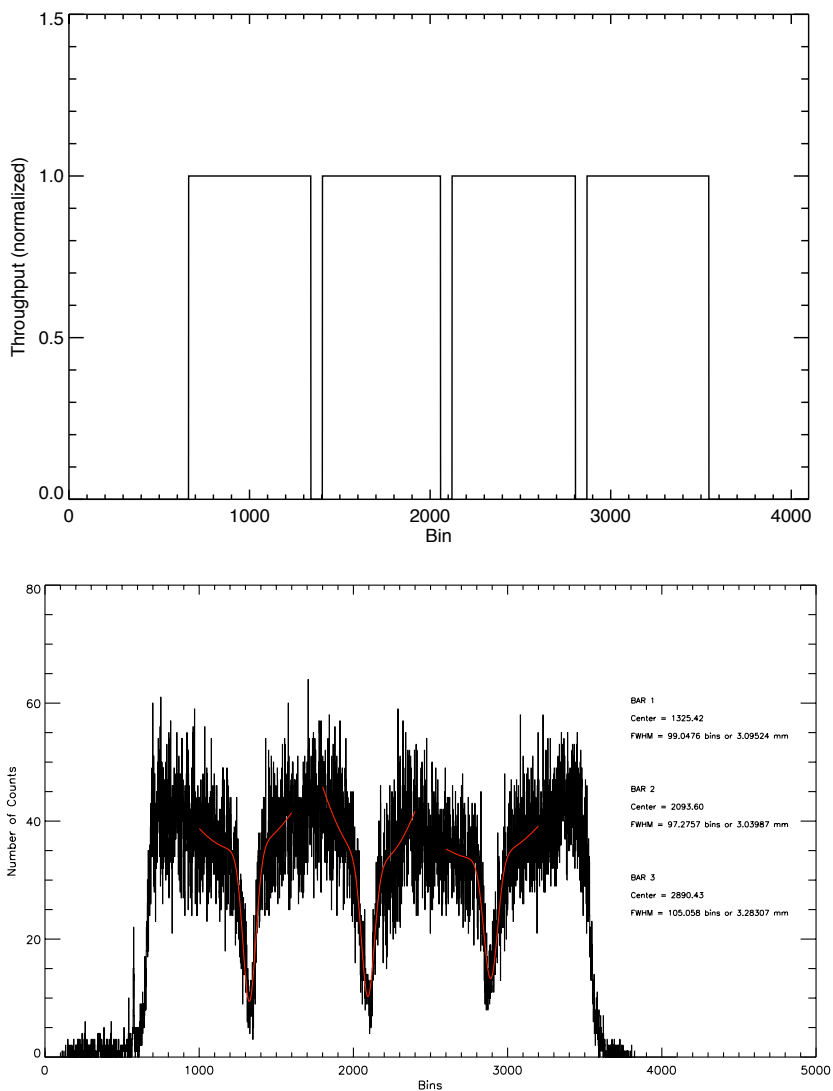 1.5
1.0
0.5
0.0
Throughput (normalized)
0 1000 2000 3000 4000
Bin
80
60
40
20
0
Number of Counts
BAR 1
Center = 1325.42
FWHM = 99.0476 bins or 3.09524 mm
BAR 2
Center = 2093.60
FWHM = 97.2757 bins or 3.03987 mm
BAR 3
Center = 2890.43
FWHM = 105.058 bins or 3.28307 mm
0 1000 2000 3000 4000 5000
Bins